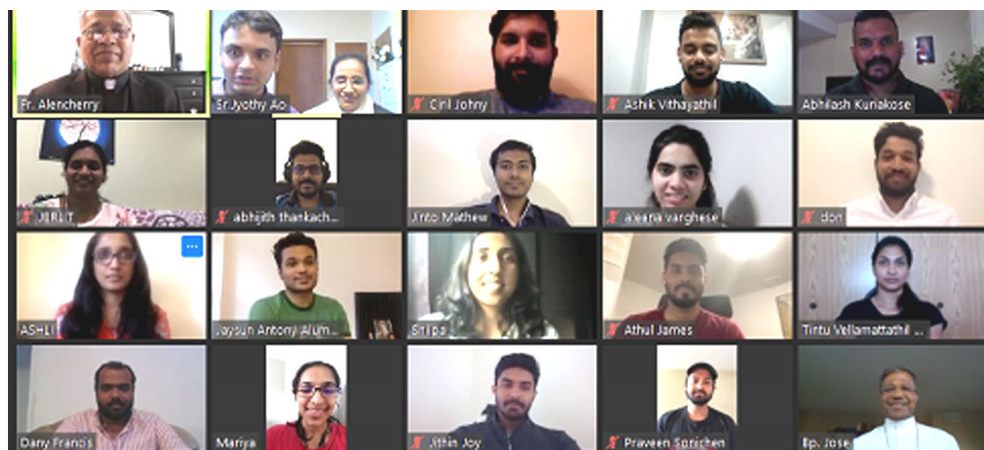 Fr. Alencherry
Sr.Jyothy Ao
Ciril Johny
Ashik Vithayathil
Abhilash Kuriakose
JERLIT
abhijith thankach...
Jinto Mathew
aleena varghese
don
ASHLI
Jaysun Antony Alum...
Shilpa
Athul James
Tintu Vellamattathil ...
Dany Francis
Mariya
Jithin Joy
Praveen Sonichen
Bp. Jose